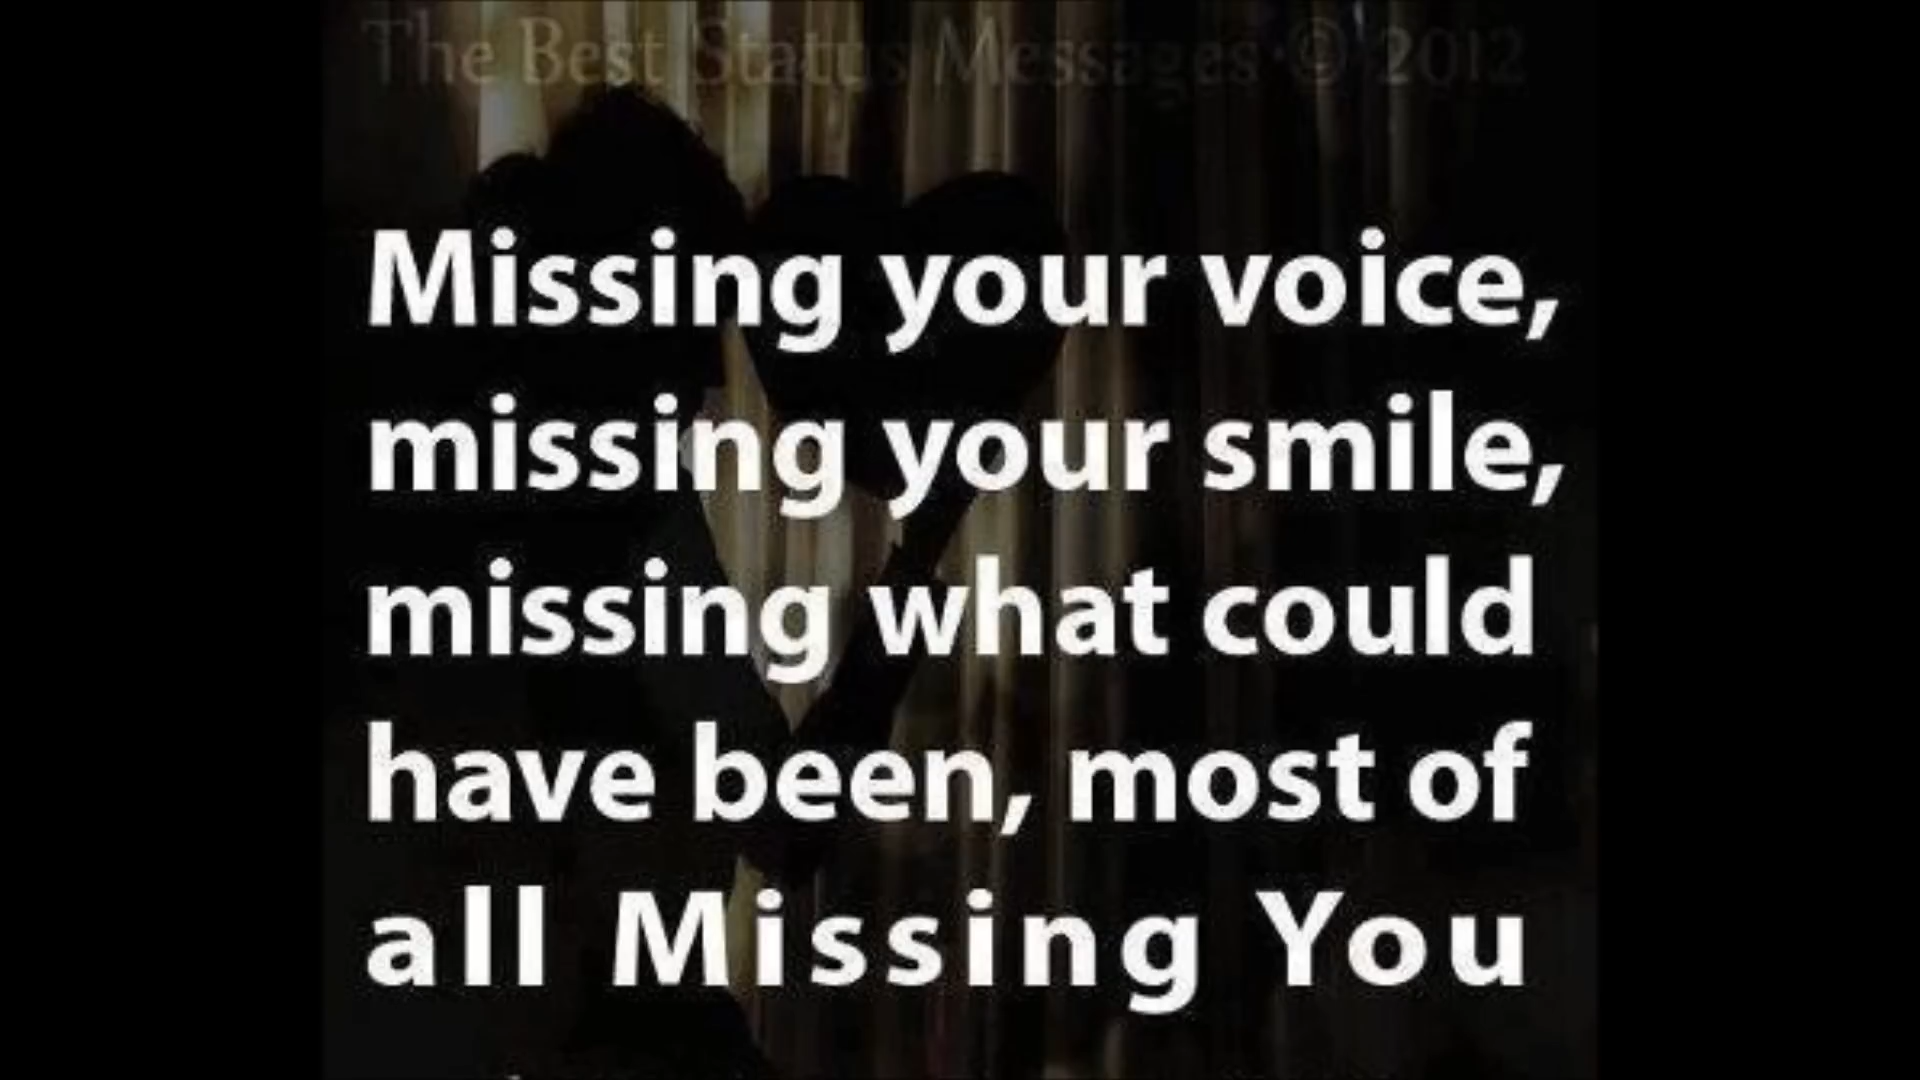 The Best Status Messages © 2012
Missing your voice,
missing your smile,
missing what could
have been, most of
all Missing You